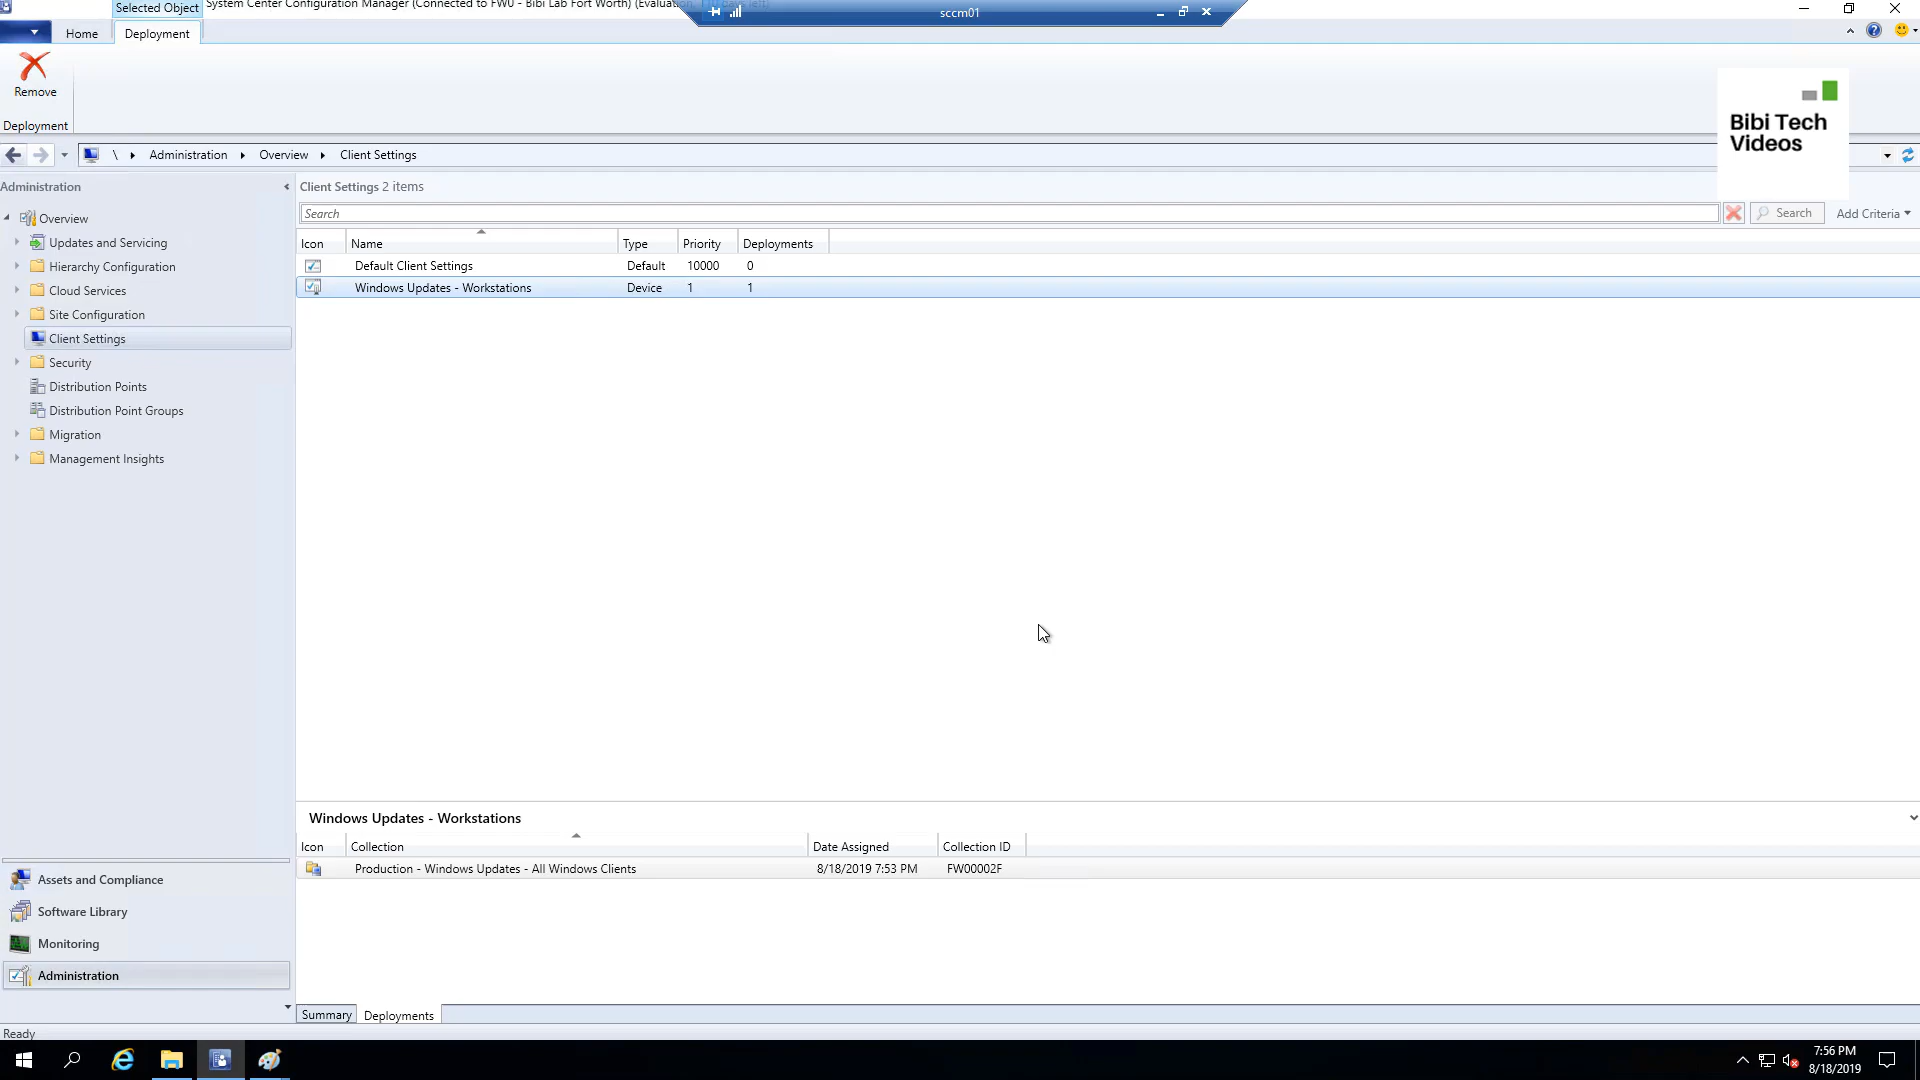 Selected Object
System Center Configuration Manager (Connected to FW0 - Bibi Lab Fort Worth) (Evaluation,
sccm01
Home
Deployment
Remove
Deployment
Bibi Tech
Videos
\ Administration Overview Client Settings
Administration
Client Settings 2 items
Search
Search
Add Criteria
Icon Name Type Priority Deployments
Default Client Settings Default 10000 0
Windows Updates - Workstations Device 1 1
Overview
Updates and Servicing
Hierarchy Configuration
Cloud Services
Site Configuration
Client Settings
Security
Distribution Points
Distribution Point Groups
Migration
Management Insights
Assets and Compliance
Software Library
Monitoring
Administration
Windows Updates - Workstations
Icon Collection Date Assigned Collection ID
Production - Windows Updates - All Windows Clients 8/18/2019 7:53 PM FW00002F
Summary
Deployments
Ready
7:56 PM
8/18/2019